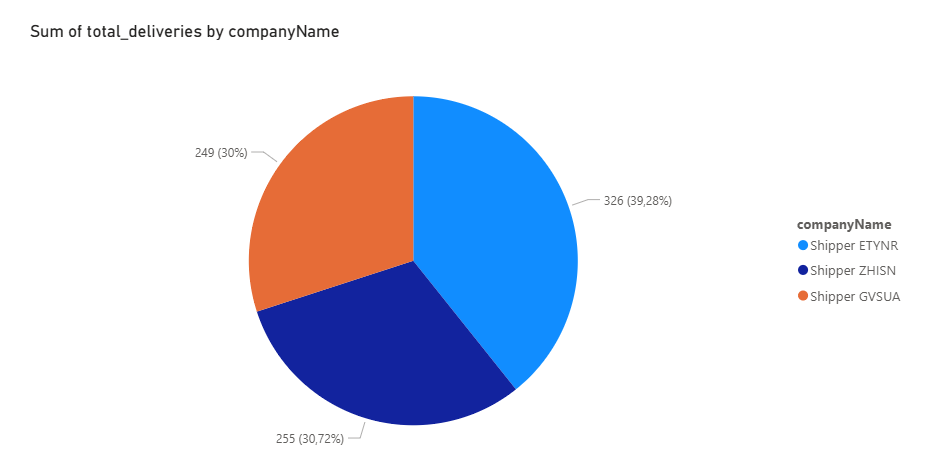 Sum of total_deliveries by companyName
249 (30%)
326 (39,28%)
255 (30,72%)
companyName
Shipper ETYNR
Shipper ZHISN
Shipper GVSUA